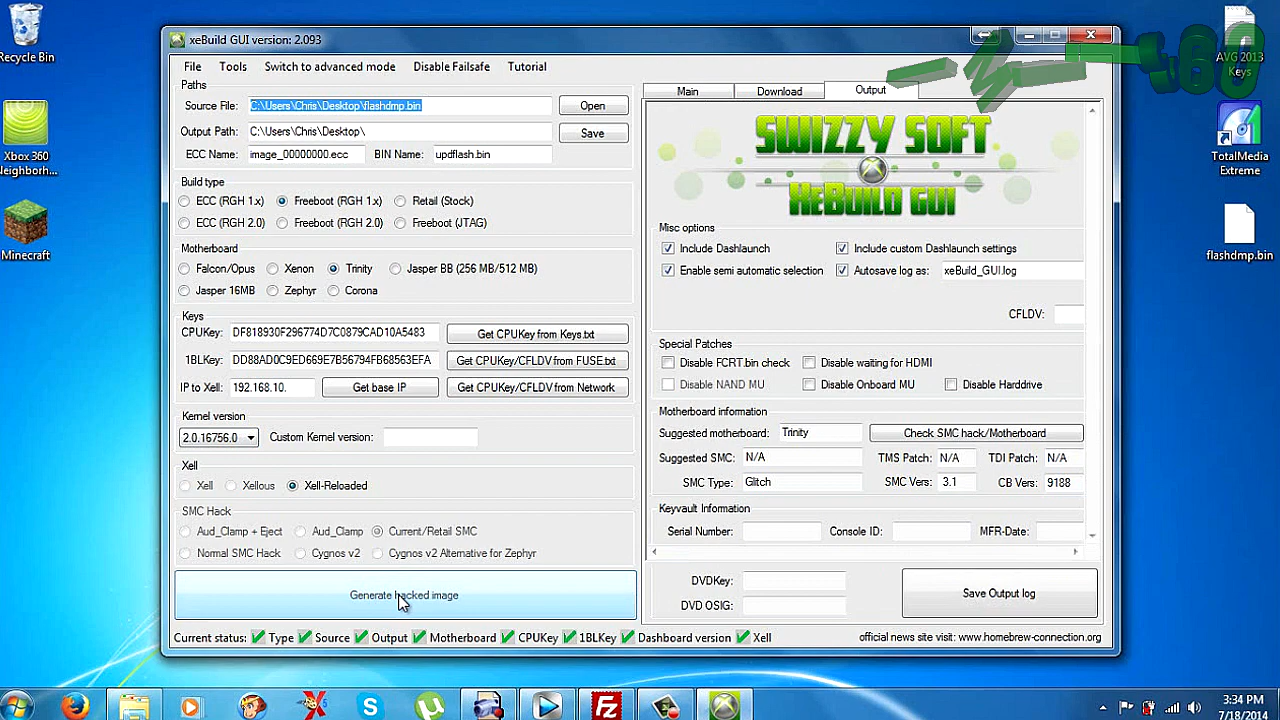 Recycle Bin
Xbox 360
Neighborh...
Minecraft
xeBuild GUI version: 2.093
File Tools Switch to advanced mode Disable Failsafe Tutorial
Paths
Source File: C:\Users\Chris\Desktop\flashdmp.bin Open
Output Path: C:\Users\Chris\Desktop\ Save
ECC Name: image_00000000.ecc BIN Name: updflash.bin
Build type
ECC (RGH 1.x) Freeboot (RGH 1.x) Retail (Stock)
ECC (RGH 2.0) Freeboot (RGH 2.0) Freeboot (JTAG)
Motherboard
Falcon/Opus Xenon Trinity Jasper BB (256 MB/512 MB)
Jasper 16MB Zephyr Corona
Keys
CPUKey: DF818930F296774D7C0879CAD10A5483 Get CPUKey from Keys.txt
1BLKey: DD88AD0C9ED669E7B56794FB68563EFA Get CPUKey/CFLDV from FUSE.txt
IP to Xell: 192.168.10. Get base IP Get CPUKey/CFLDV from Network
Kernel version
2.0.16756.0 Custom Kernel version:
Xell
Xell Xellous Xell-Reloaded
SMC Hack
Aud_Clamp + Eject Aud_Clamp Current/Retail SMC
Normal SMC Hack Cygnos v2 Cygnos v2 Alternative for Zephyr
Generate hacked image
Main Download Output
SWIZZY SOFT
XEBUILD GUI
Misc options
Include Dashlaunch Include custom Dashlaunch settings
Enable semi automatic selection Autosave log as: xeBuild_GUI.log
CFLDV:
Special Patches
Disable FCRT.bin check Disable waiting for HDMI
Disable NAND MU Disable Onboard MU Disable Harddrive
Motherboard information
Suggested motherboard: Trinity Check SMC hack/Motherboard
Suggested SMC: N/A TMS Patch: N/A TDI Patch: N/A
SMC Type: Glitch SMC Vers: 3.1 CB Vers: 9188
Keyvault Information
Serial Number: Console ID: MFR-Date:
DVDKey:
DVD OSIG:
Save Output log
Current status: Type Source Output Motherboard CPUKey 1BLKey Dashboard version Xell official news site visit: www.homebrew-connection.org
AVG 2013
Keys
TotalMedia
Extreme
flashdmp.bin
3:34 PM
7/18/2014